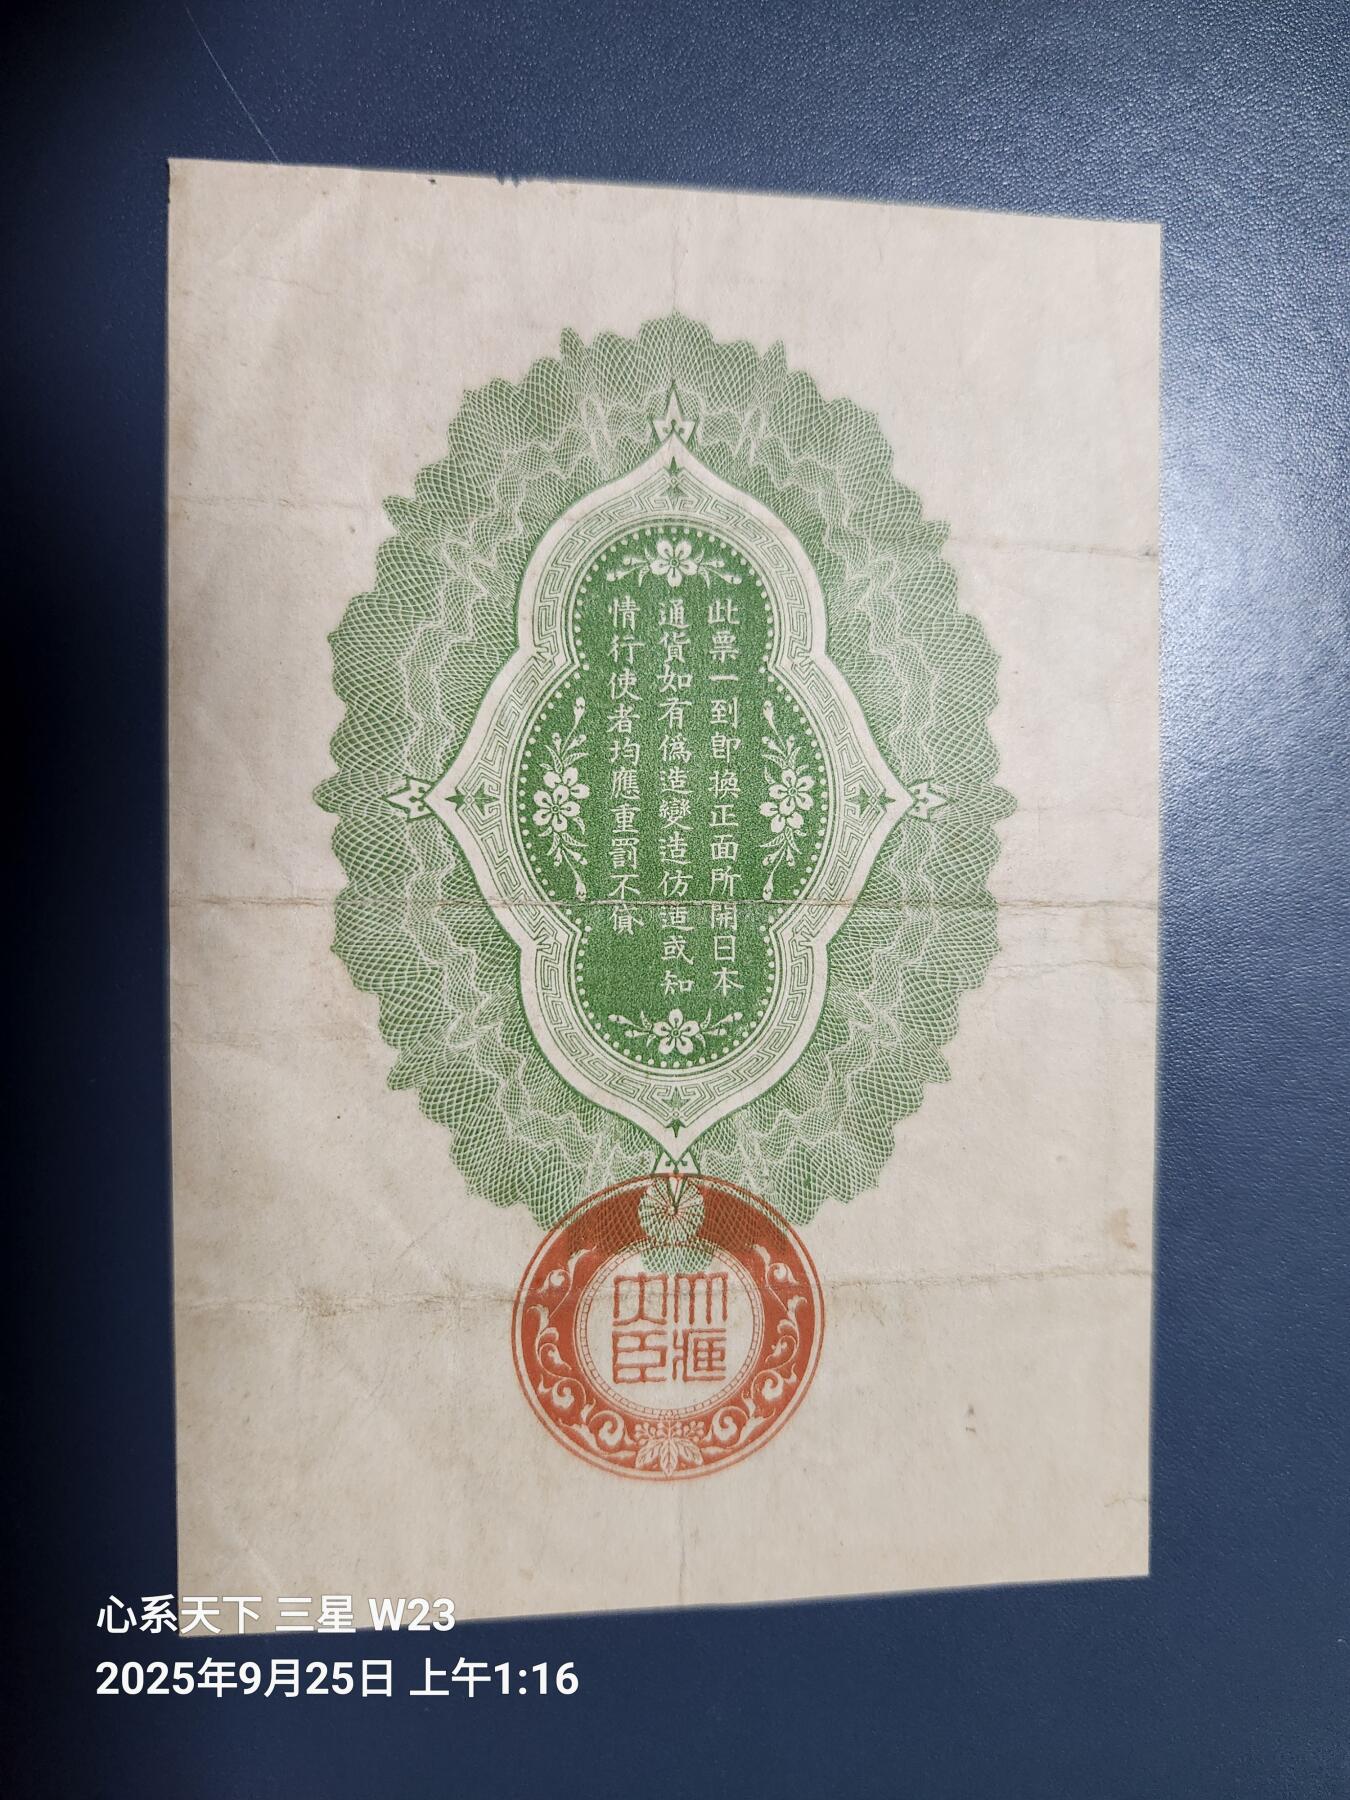 此票一到即換正面所開日本
通貨如有僞造變造仿造或知
情行使者均應重罰不貸
大藏
大臣
心系天下 三星 W23
2025年9月25日 上午1:16